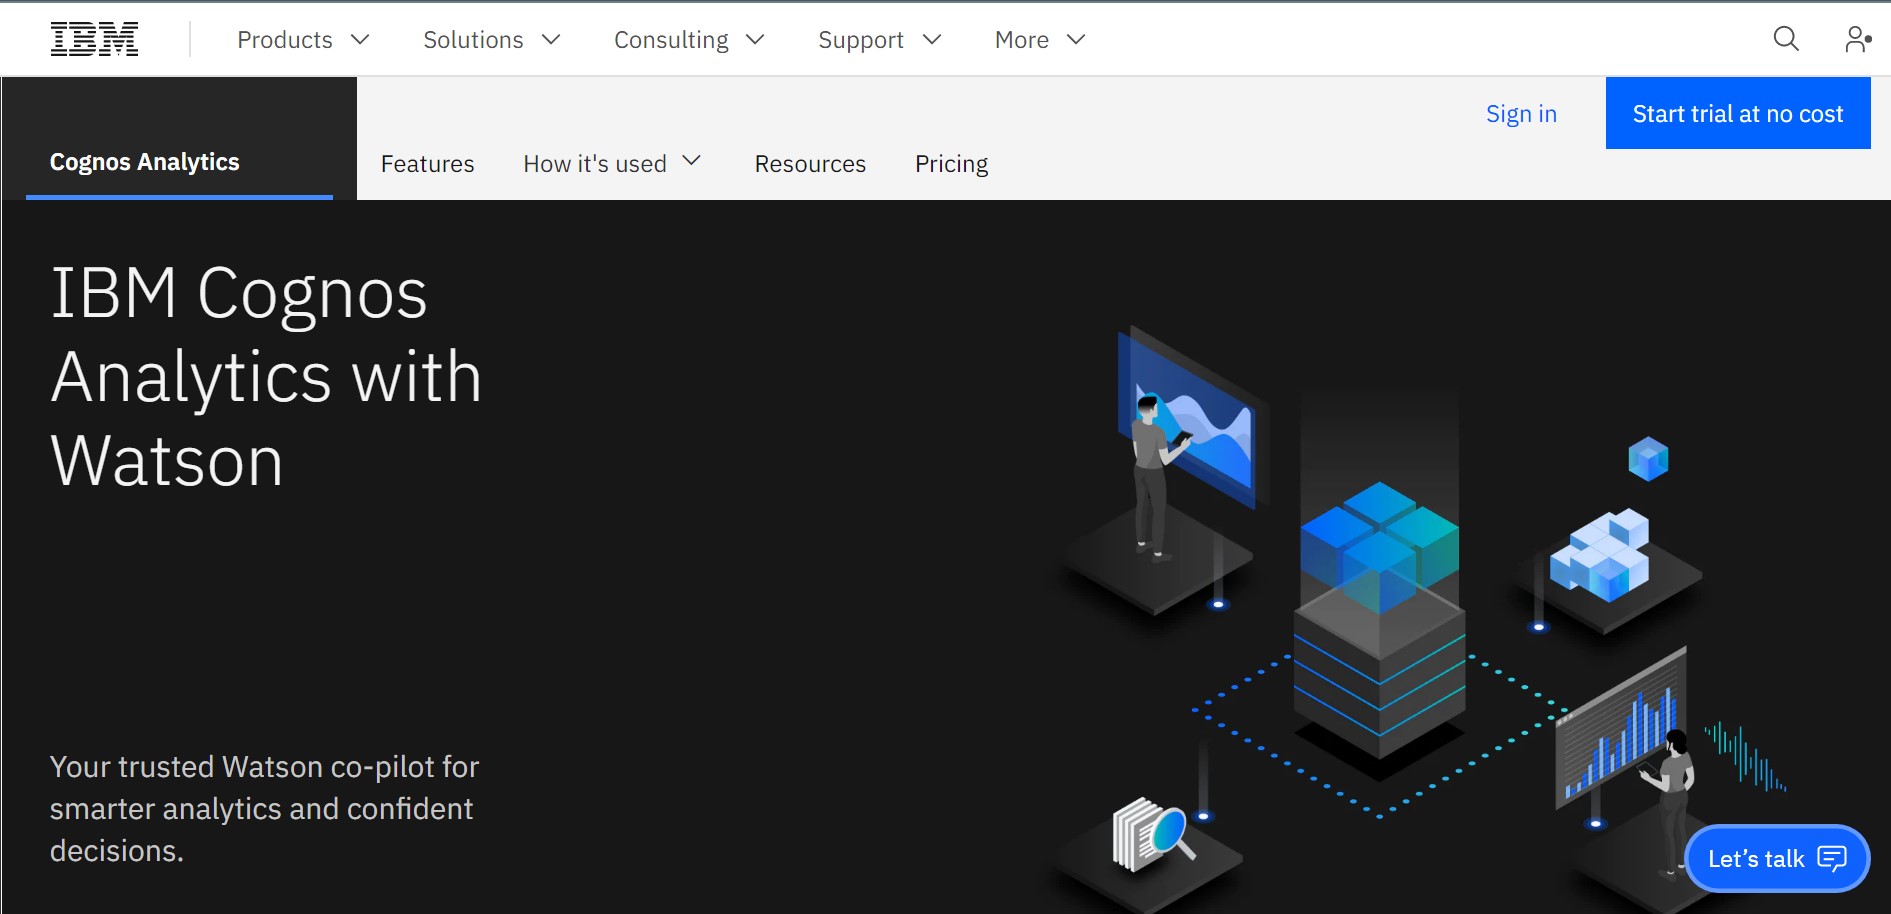 IBM
Products
Solutions
Consulting
Support
More
Sign in
Start trial at no cost
Cognos Analytics
Features
How it's used
Resources
Pricing
IBM Cognos
Analytics with
Watson
Your trusted Watson co-pilot for
smarter analytics and confident
decisions.
Let’s talk